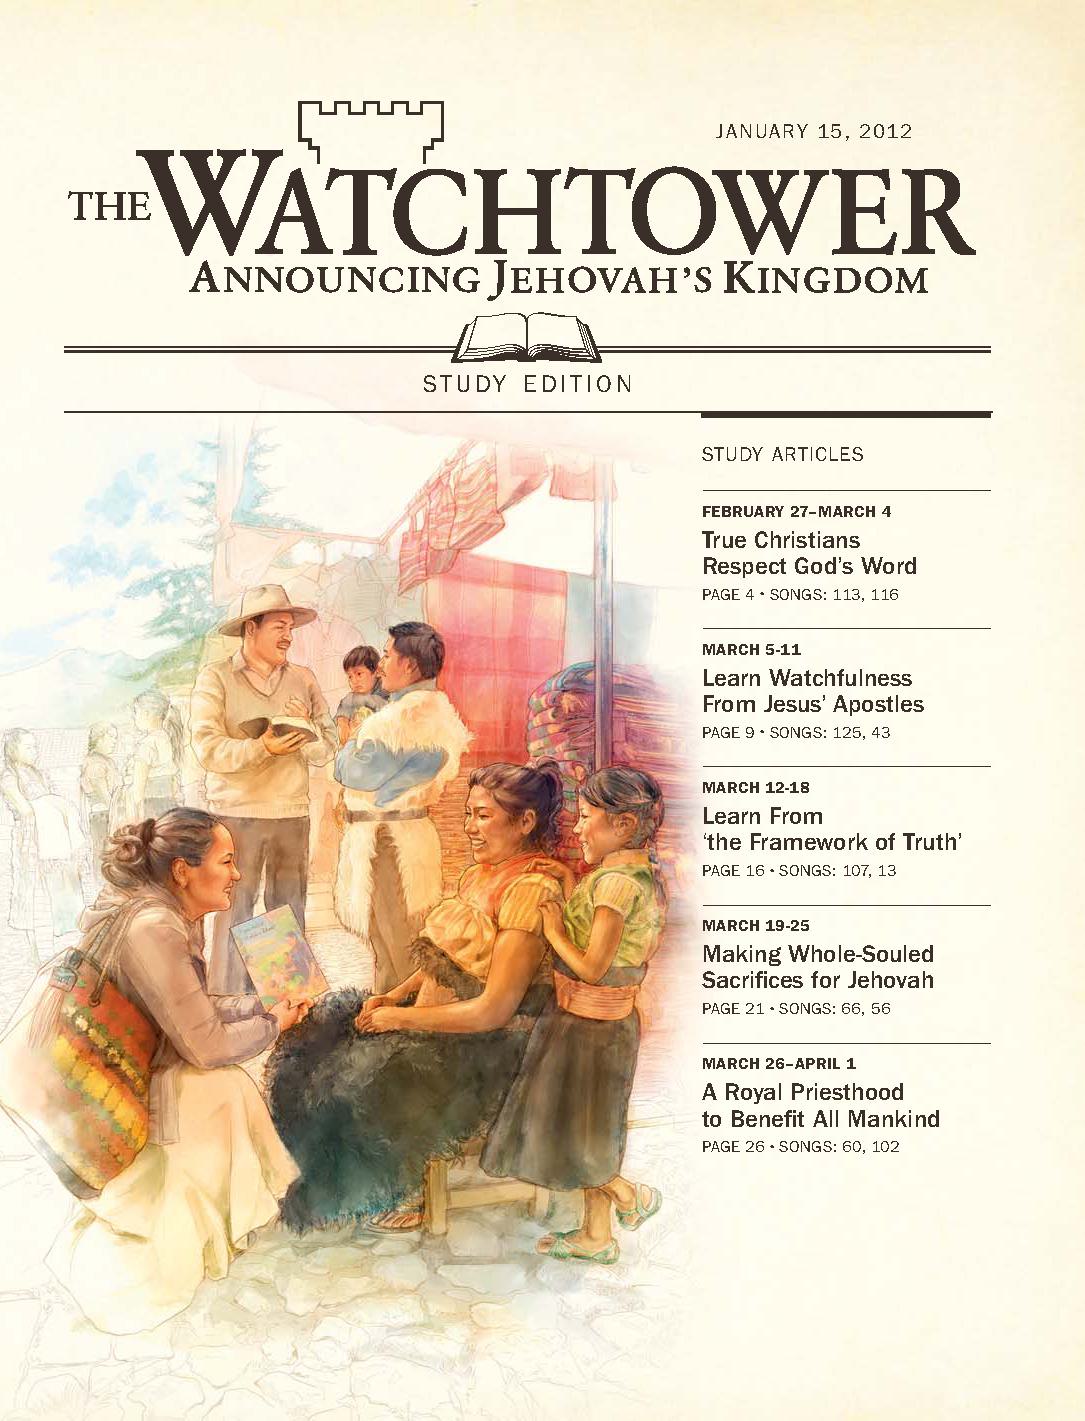 JANUARY 15, 2012
THE WATCHTOWER
ANNOUNCING JEHOVAH'S KINGDOM
STUDY EDITION
STUDY ARTICLES
FEBRUARY 27–MARCH 4
True Christians
Respect God's Word
PAGE 4 • SONGS: 113, 116
MARCH 5-11
Learn Watchfulness
From Jesus' Apostles
PAGE 9 • SONGS: 125, 43
MARCH 12-18
Learn From
'the Framework of Truth'
PAGE 16 • SONGS: 107, 13
MARCH 19-25
Making Whole-Souled
Sacrifices for Jehovah
PAGE 21 • SONGS: 66, 56
MARCH 26–APRIL 1
A Royal Priesthood
to Benefit All Mankind
PAGE 26 • SONGS: 60, 102